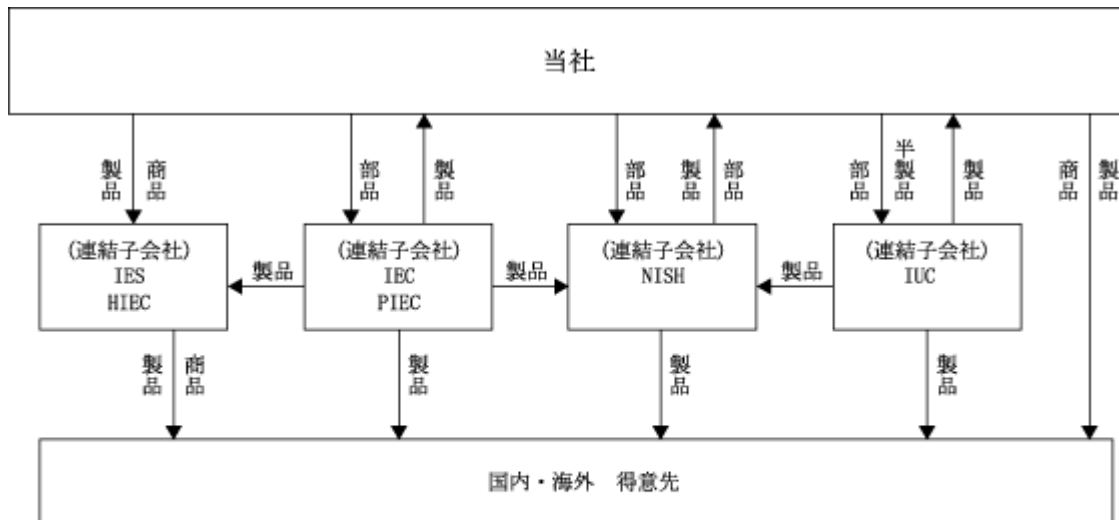 当社
製品
商品
部品
製品
部品
製品
部品
部品
半製品
製品
商品
製品
(連結子会社)
IES
HIEC
製品
(連結子会社)
IEC
PIEC
製品
(連結子会社)
NISH
製品
(連結子会社)
IUC
製品
商品
製品
製品
製品
国内・海外 得意先